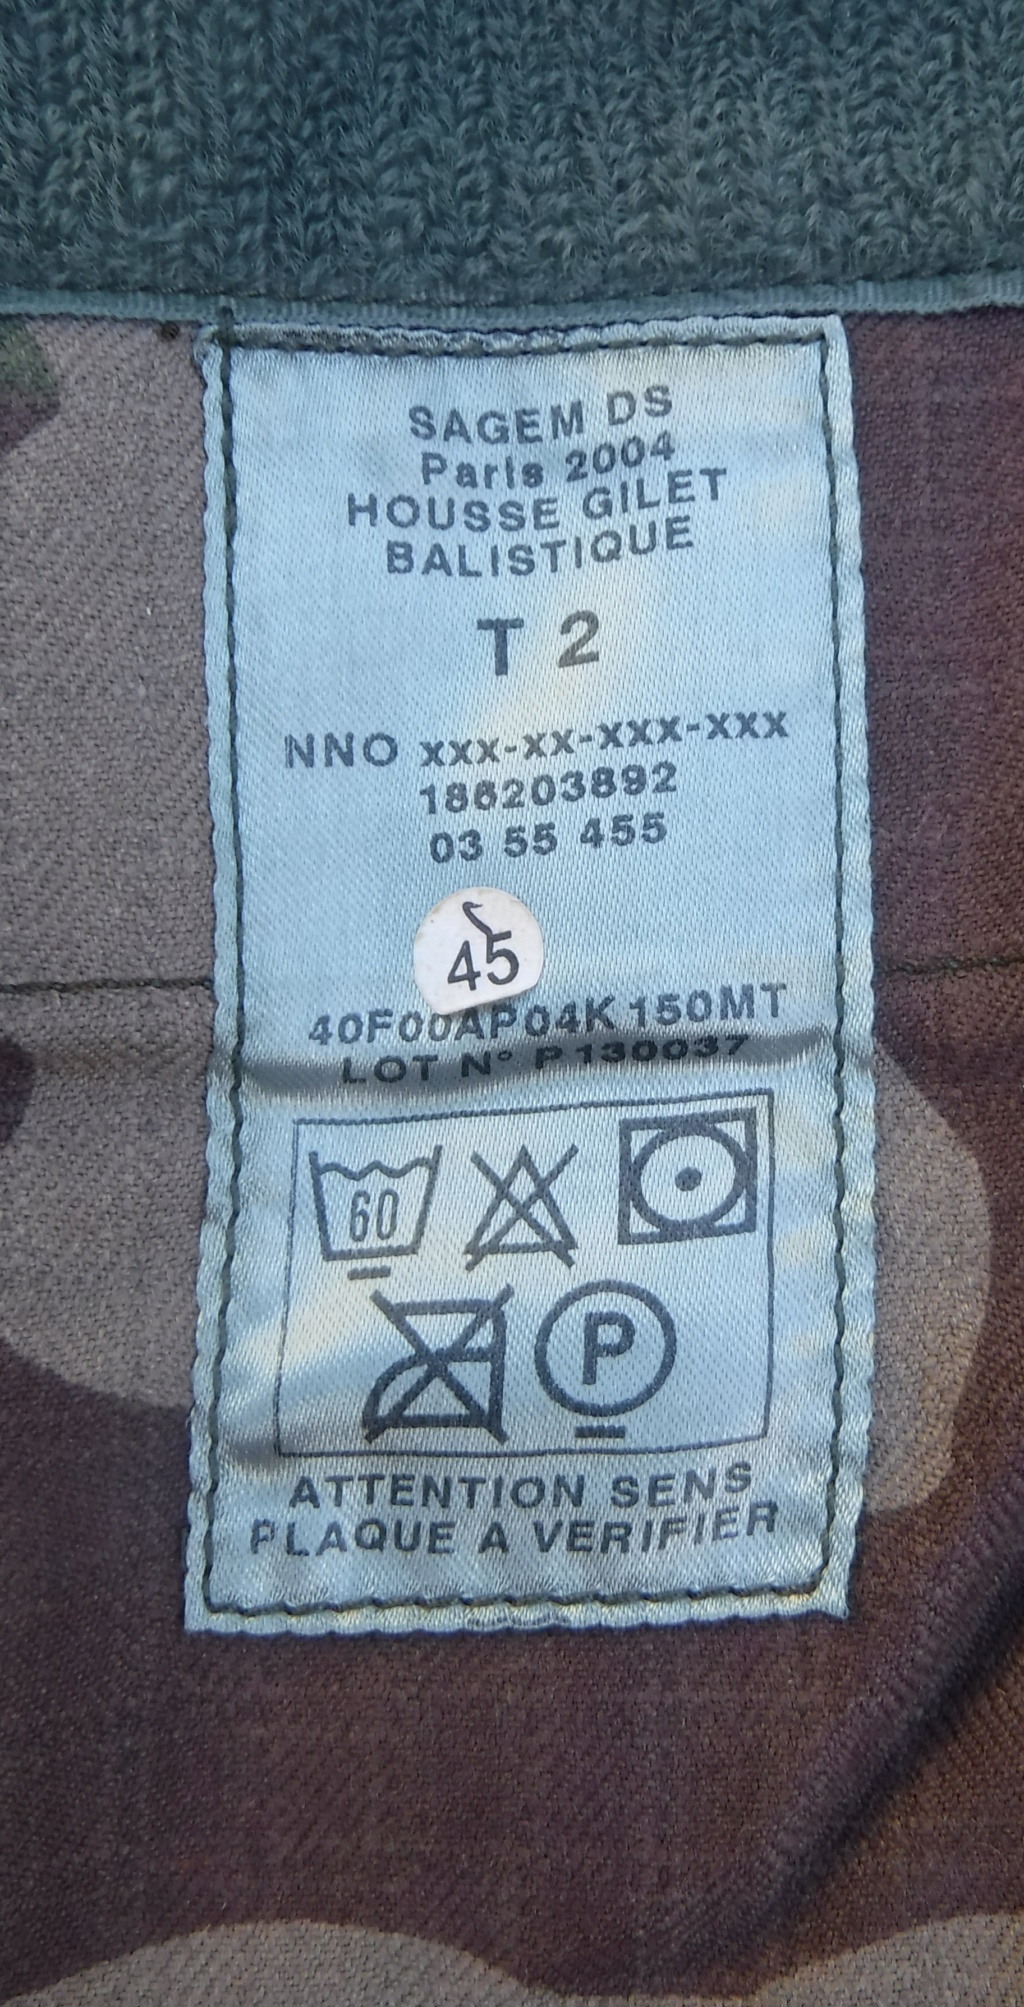 SAGEM DS
Paris 2004
HOUSSE GILET
BALISTIQUE
T 2
NNO xxx-xx-xxx-xxx
186203892
03 55 455
45
40F00AP04K 150MT
LOT N° P 130037
60
P
ATTENTION SENS
PLAQUE A VERIFIER